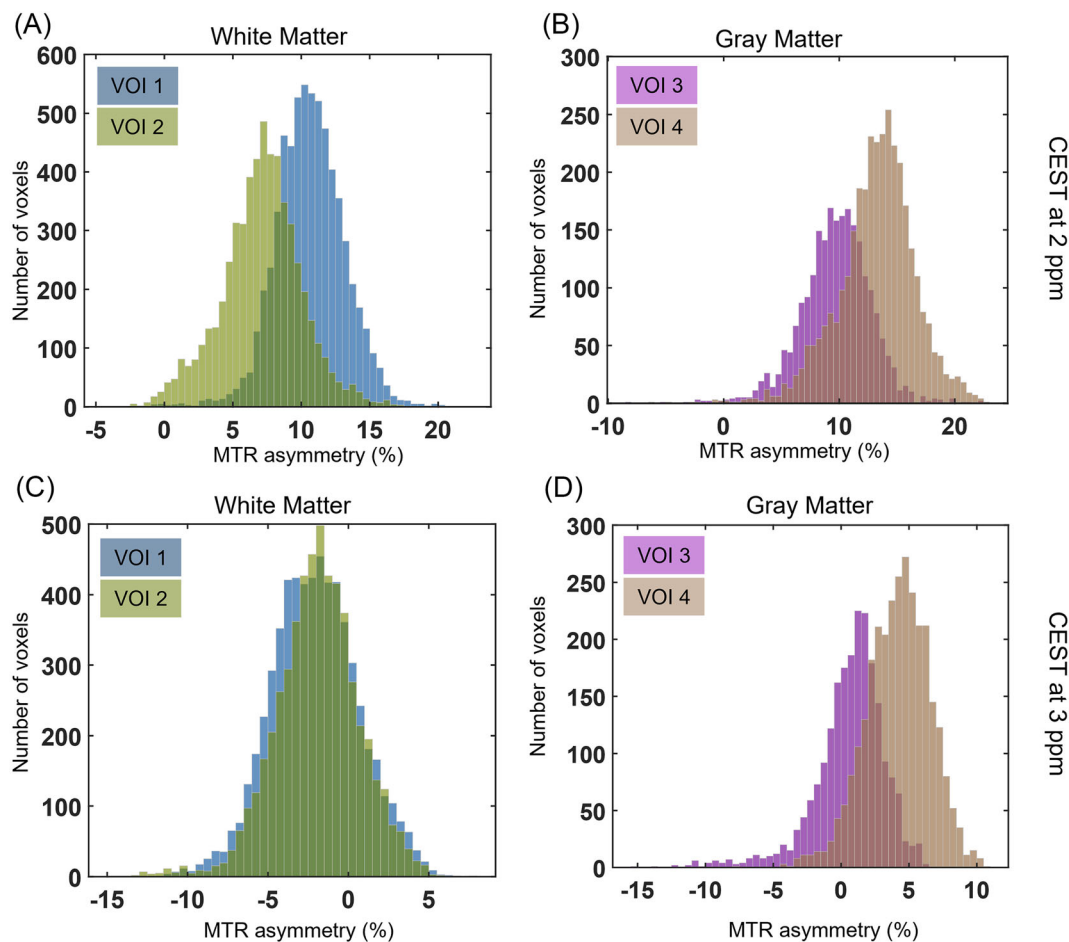 (A)
White Matter
600
500
400
300
200
100
0
Number of voxels
VOI 1
VOI 2
-5 0 5 10 15 20
MTR asymmetry (%)
(B)
Gray Matter
300
250
200
150
100
50
0
Number of voxels
VOI 3
VOI 4
-10 0 10 20
MTR asymmetry (%)
CEST at 2 ppm
(C)
White Matter
500
400
300
200
100
0
Number of voxels
VOI 1
VOI 2
-15 -10 -5 0 5
MTR asymmetry (%)
(D)
Gray Matter
300
250
200
150
100
50
0
Number of voxels
VOI 3
VOI 4
-15 -10 -5 0 5 10
MTR asymmetry (%)
CEST at 3 ppm